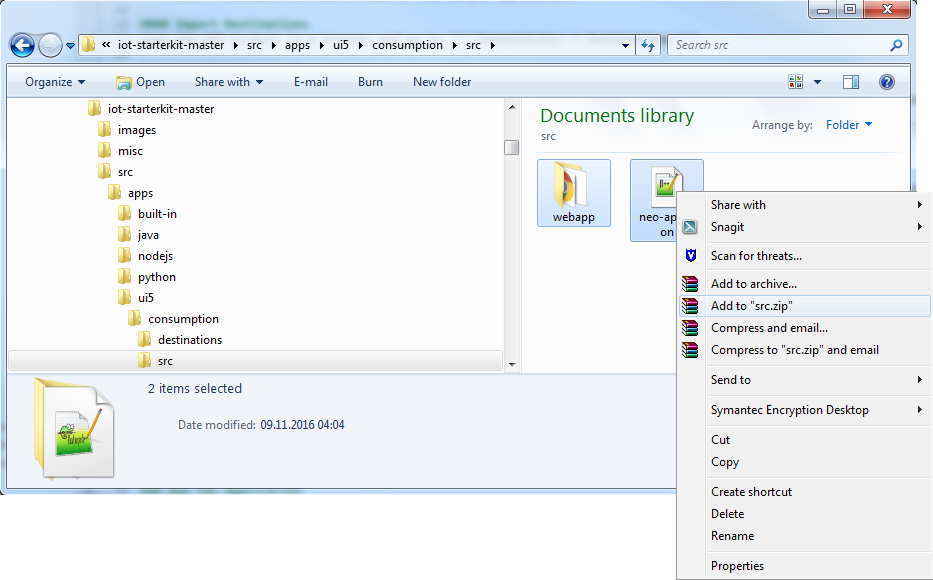 #### Import Destinations
« iot-starterkit-master ▸ src ▸ apps ▸ ui5 ▸ consumption ▸ src ▸
Search src
Organize Open Share with E-mail Burn New folder
iot-starterkit-master
images
misc
src
apps
built-in
java
nodejs
python
ui5
consumption
destinations
src
Documents library
src
Arrange by: Folder
webapp
neo-ap
on
2 items selected
Date modified: 09.11.2016 04:04
Share with
Snagit
Scan for threats...
Add to archive...
Add to "src.zip"
Compress and email...
Compress to "src.zip" and email
Send to
Symantec Encryption Desktop
Cut
Copy
Create shortcut
Delete
Rename
Properties